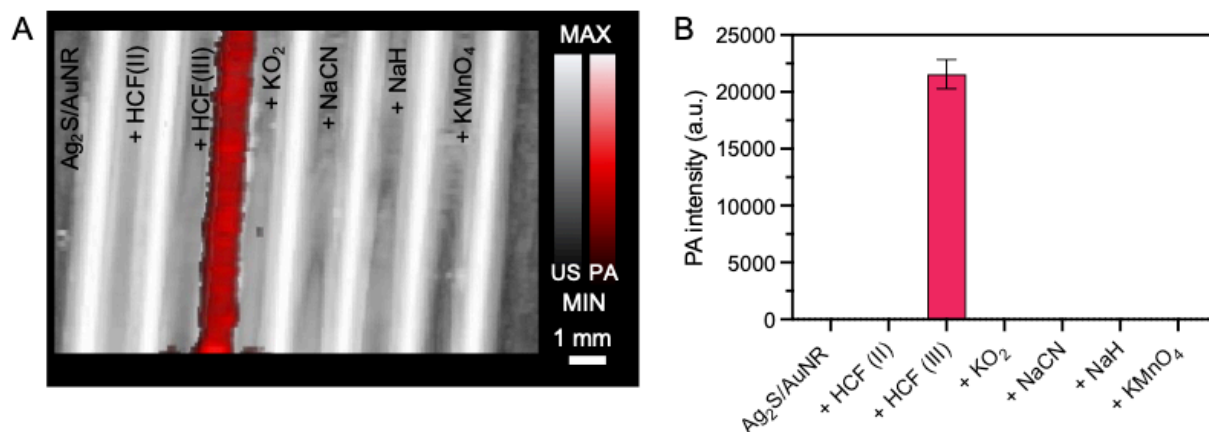 A
Ag₂S/AuNR
+ HCF(II)
+ HCF(III)
+ KO₂
+ NaCN
+ NaH
+ KMnO₄
MAX
US PA
MIN
1 mm
B
PA intensity (a.u.)
25000
20000
15000
10000
5000
0
Ag₂S/AuNR
+ HCF (II)
+ HCF (III)
+ KO₂
+ NaCN
+ NaH
+ KMnO₄